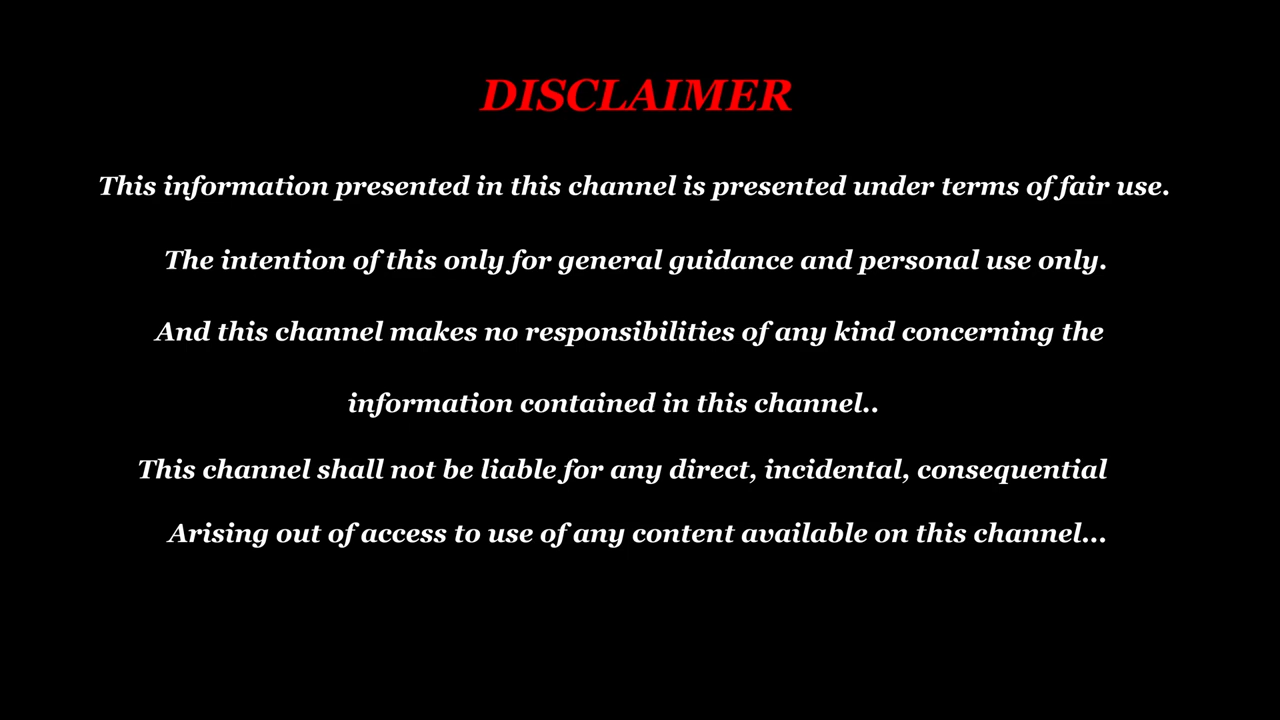 DISCLAIMER
This information presented in this channel is presented under terms of fair use.
The intention of this only for general guidance and personal use only.
And this channel makes no responsibilities of any kind concerning the
information contained in this channel..
This channel shall not be liable for any direct, incidental, consequential
Arising out of access to use of any content available on this channel...